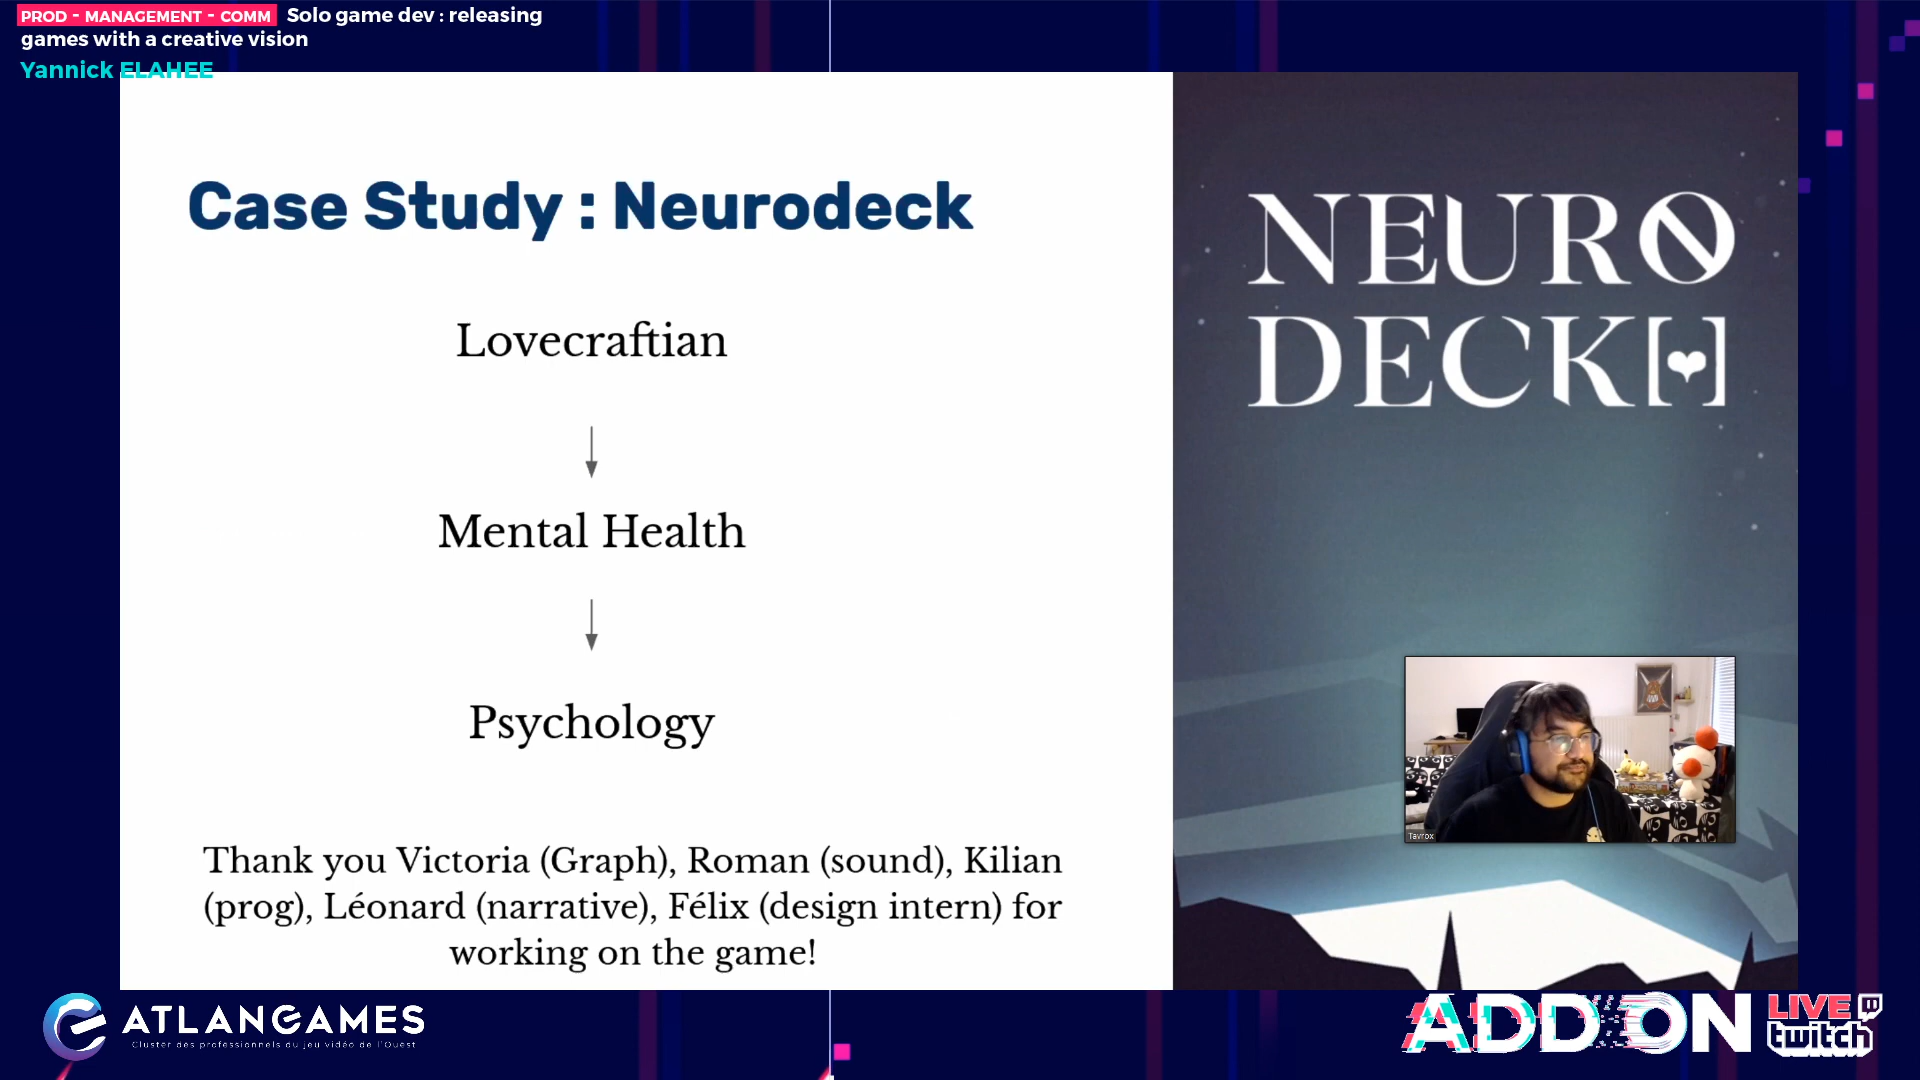 PROD - MANAGEMENT - COMM Solo game dev : releasing
games with a creative vision
Yannick ELAHEE
Case Study : Neurodeck
Lovecraftian
Mental Health
Psychology
Thank you Victoria (Graph), Roman (sound), Kilian
(prog), Léonard (narrative), Félix (design intern) for
working on the game!
NEURO
DECK
Tavrox
ATLANGAMES
Cluster des professionnels du jeu vidéo de l'Ouest
ADD ON
LIVE
twitch